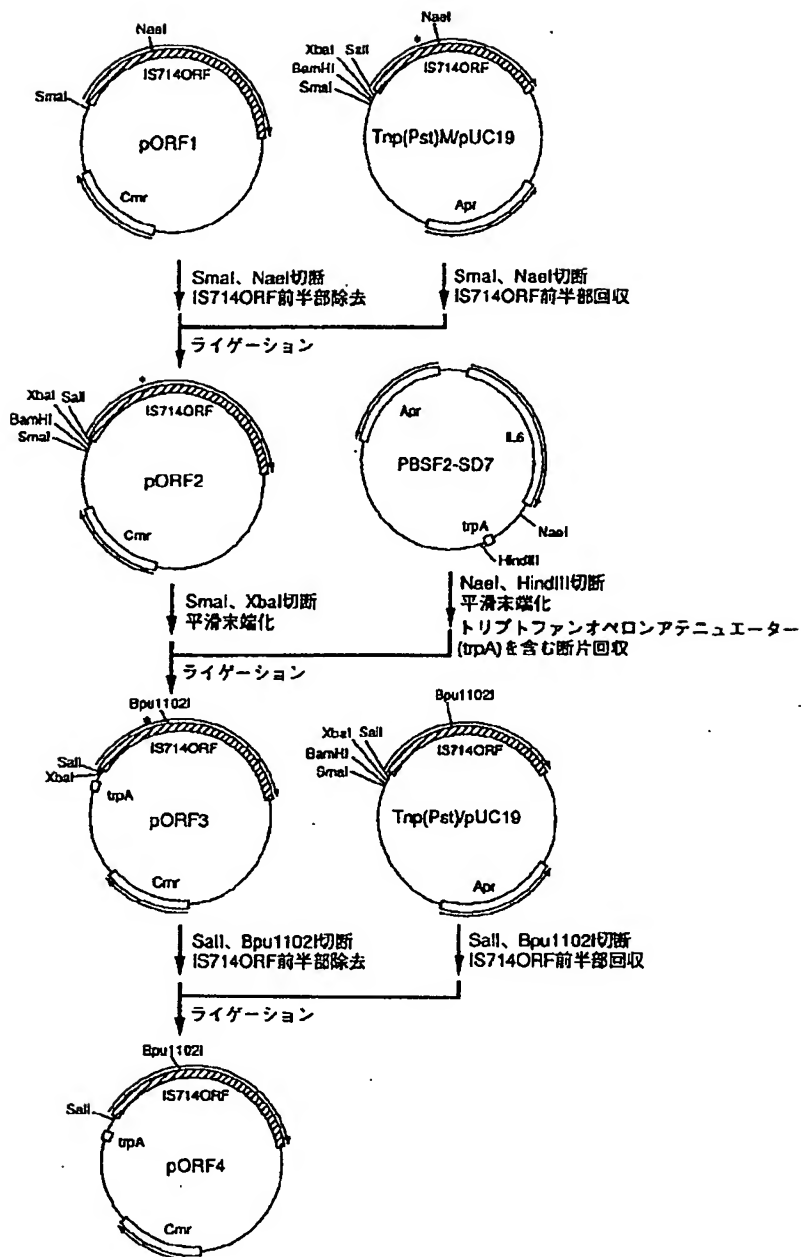 NaeI
IS714ORF
SmaI
pORF1
Cmr
NaeI
*
XbaI SalI
BamHI
SmaI
IS714ORF
Tnp(Pst)M/pUC19
Apr
SmaI、NaeI切断
IS714ORF前半部除去
SmaI、NaeI切断
IS714ORF前半部回収
ライゲーション
*
XbaI SalI
BamHI
SmaI
IS714ORF
pORF2
Cmr
Apr
IL6
PBSF2-SD7
trpA
NaeI
HindIII
SmaI、XbaI切断
平滑末端化
NaeI、HindIII切断
平滑末端化
トリプトファンオペロンアテニュエーター
(trpA)を含む断片回収
ライゲーション
Bpu1102I
*
IS714ORF
SalI
XbaI
trpA
pORF3
Cmr
Bpu1102I
XbaI SalI
BamHI
SmaI
IS714ORF
Tnp(Pst)/pUC19
Apr
SalI、Bpu1102I切断
IS714ORF前半部除去
SalI、Bpu1102I切断
IS714ORF前半部回収
ライゲーション
Bpu1102I
IS714ORF
SalI
trpA
pORF4
Cmr